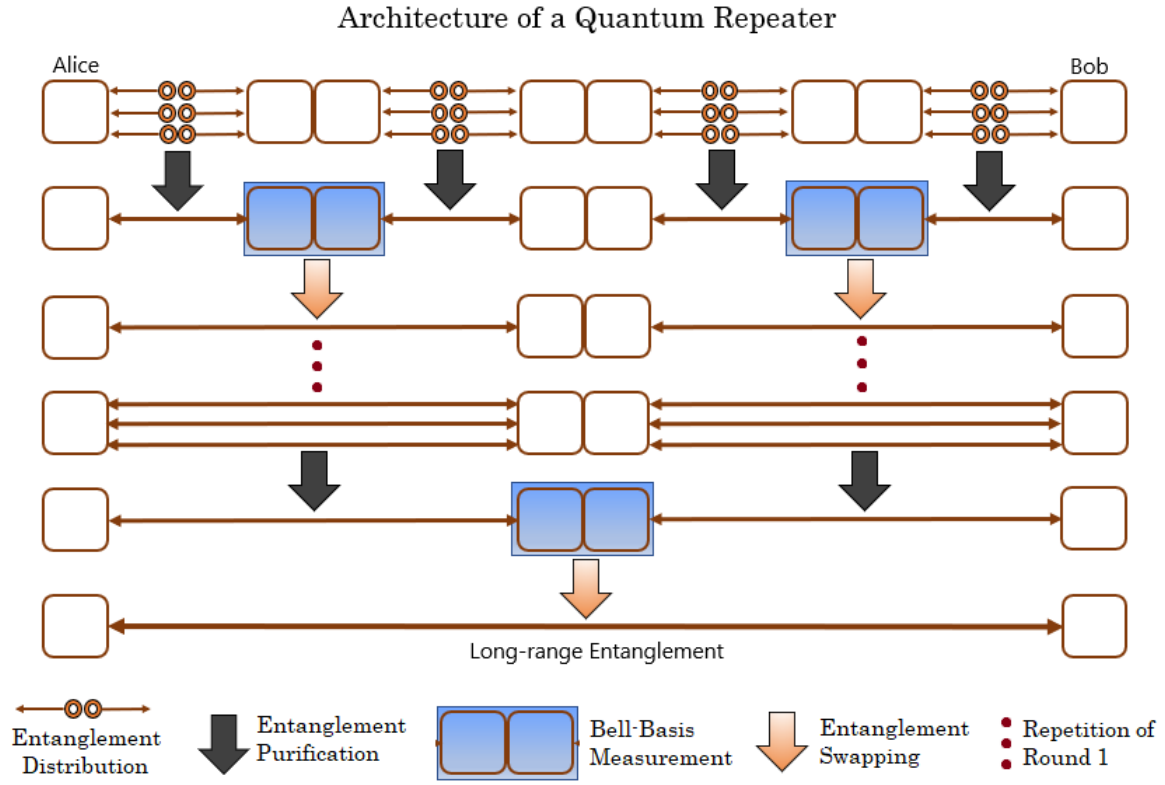 Architecture of a Quantum Repeater
Alice
Bob
Long-range Entanglement
Entanglement
Distribution
Entanglement
Purification
Bell-Basis
Measurement
Entanglement
Swapping
Repetition of
Round 1